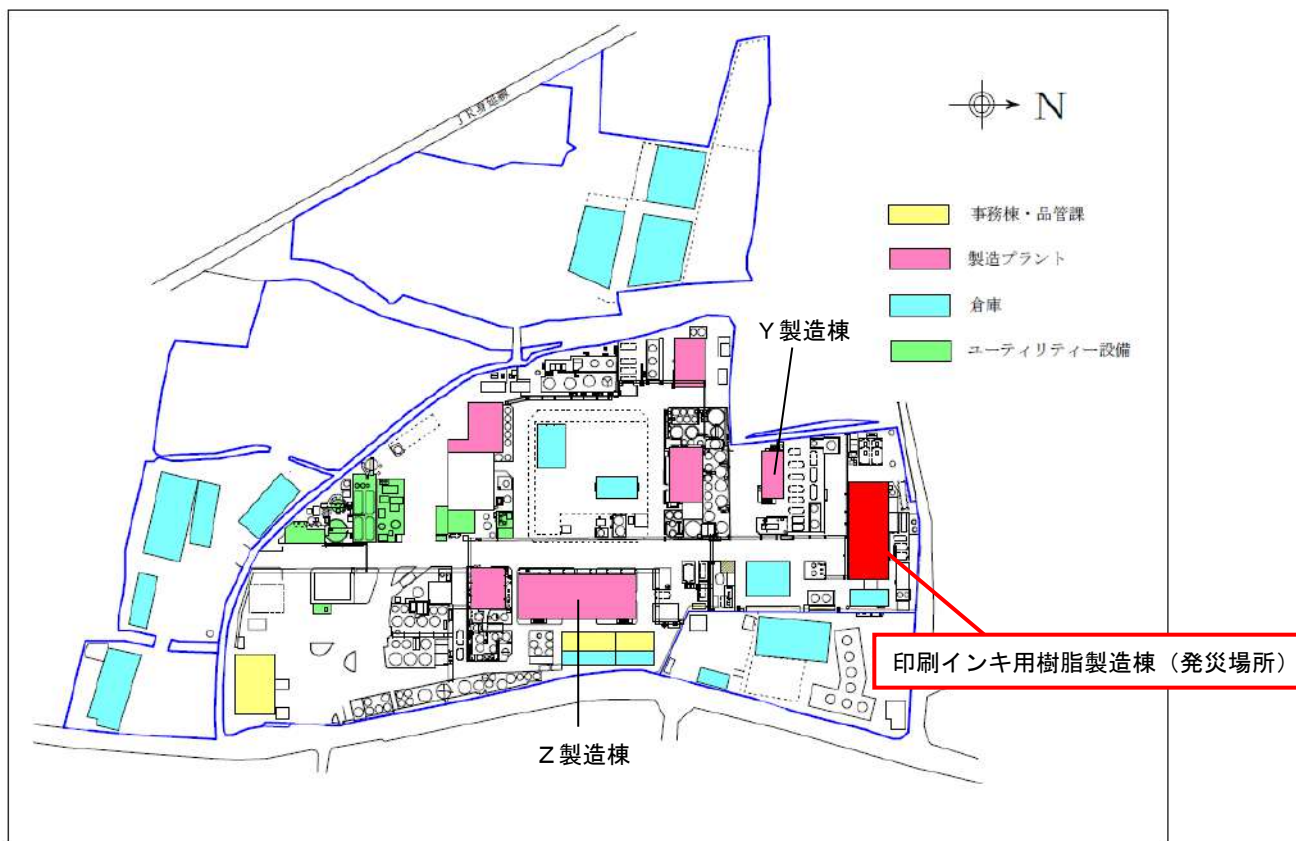 JR身延線
N
事務棟・品管課
製造プラント
倉庫
ユーティリティー設備
Y製造棟
印刷インキ用樹脂製造棟（発災場所）
Z製造棟